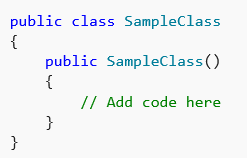 public class SampleClass
{
    public SampleClass()
    {
        // Add code here
    }
}